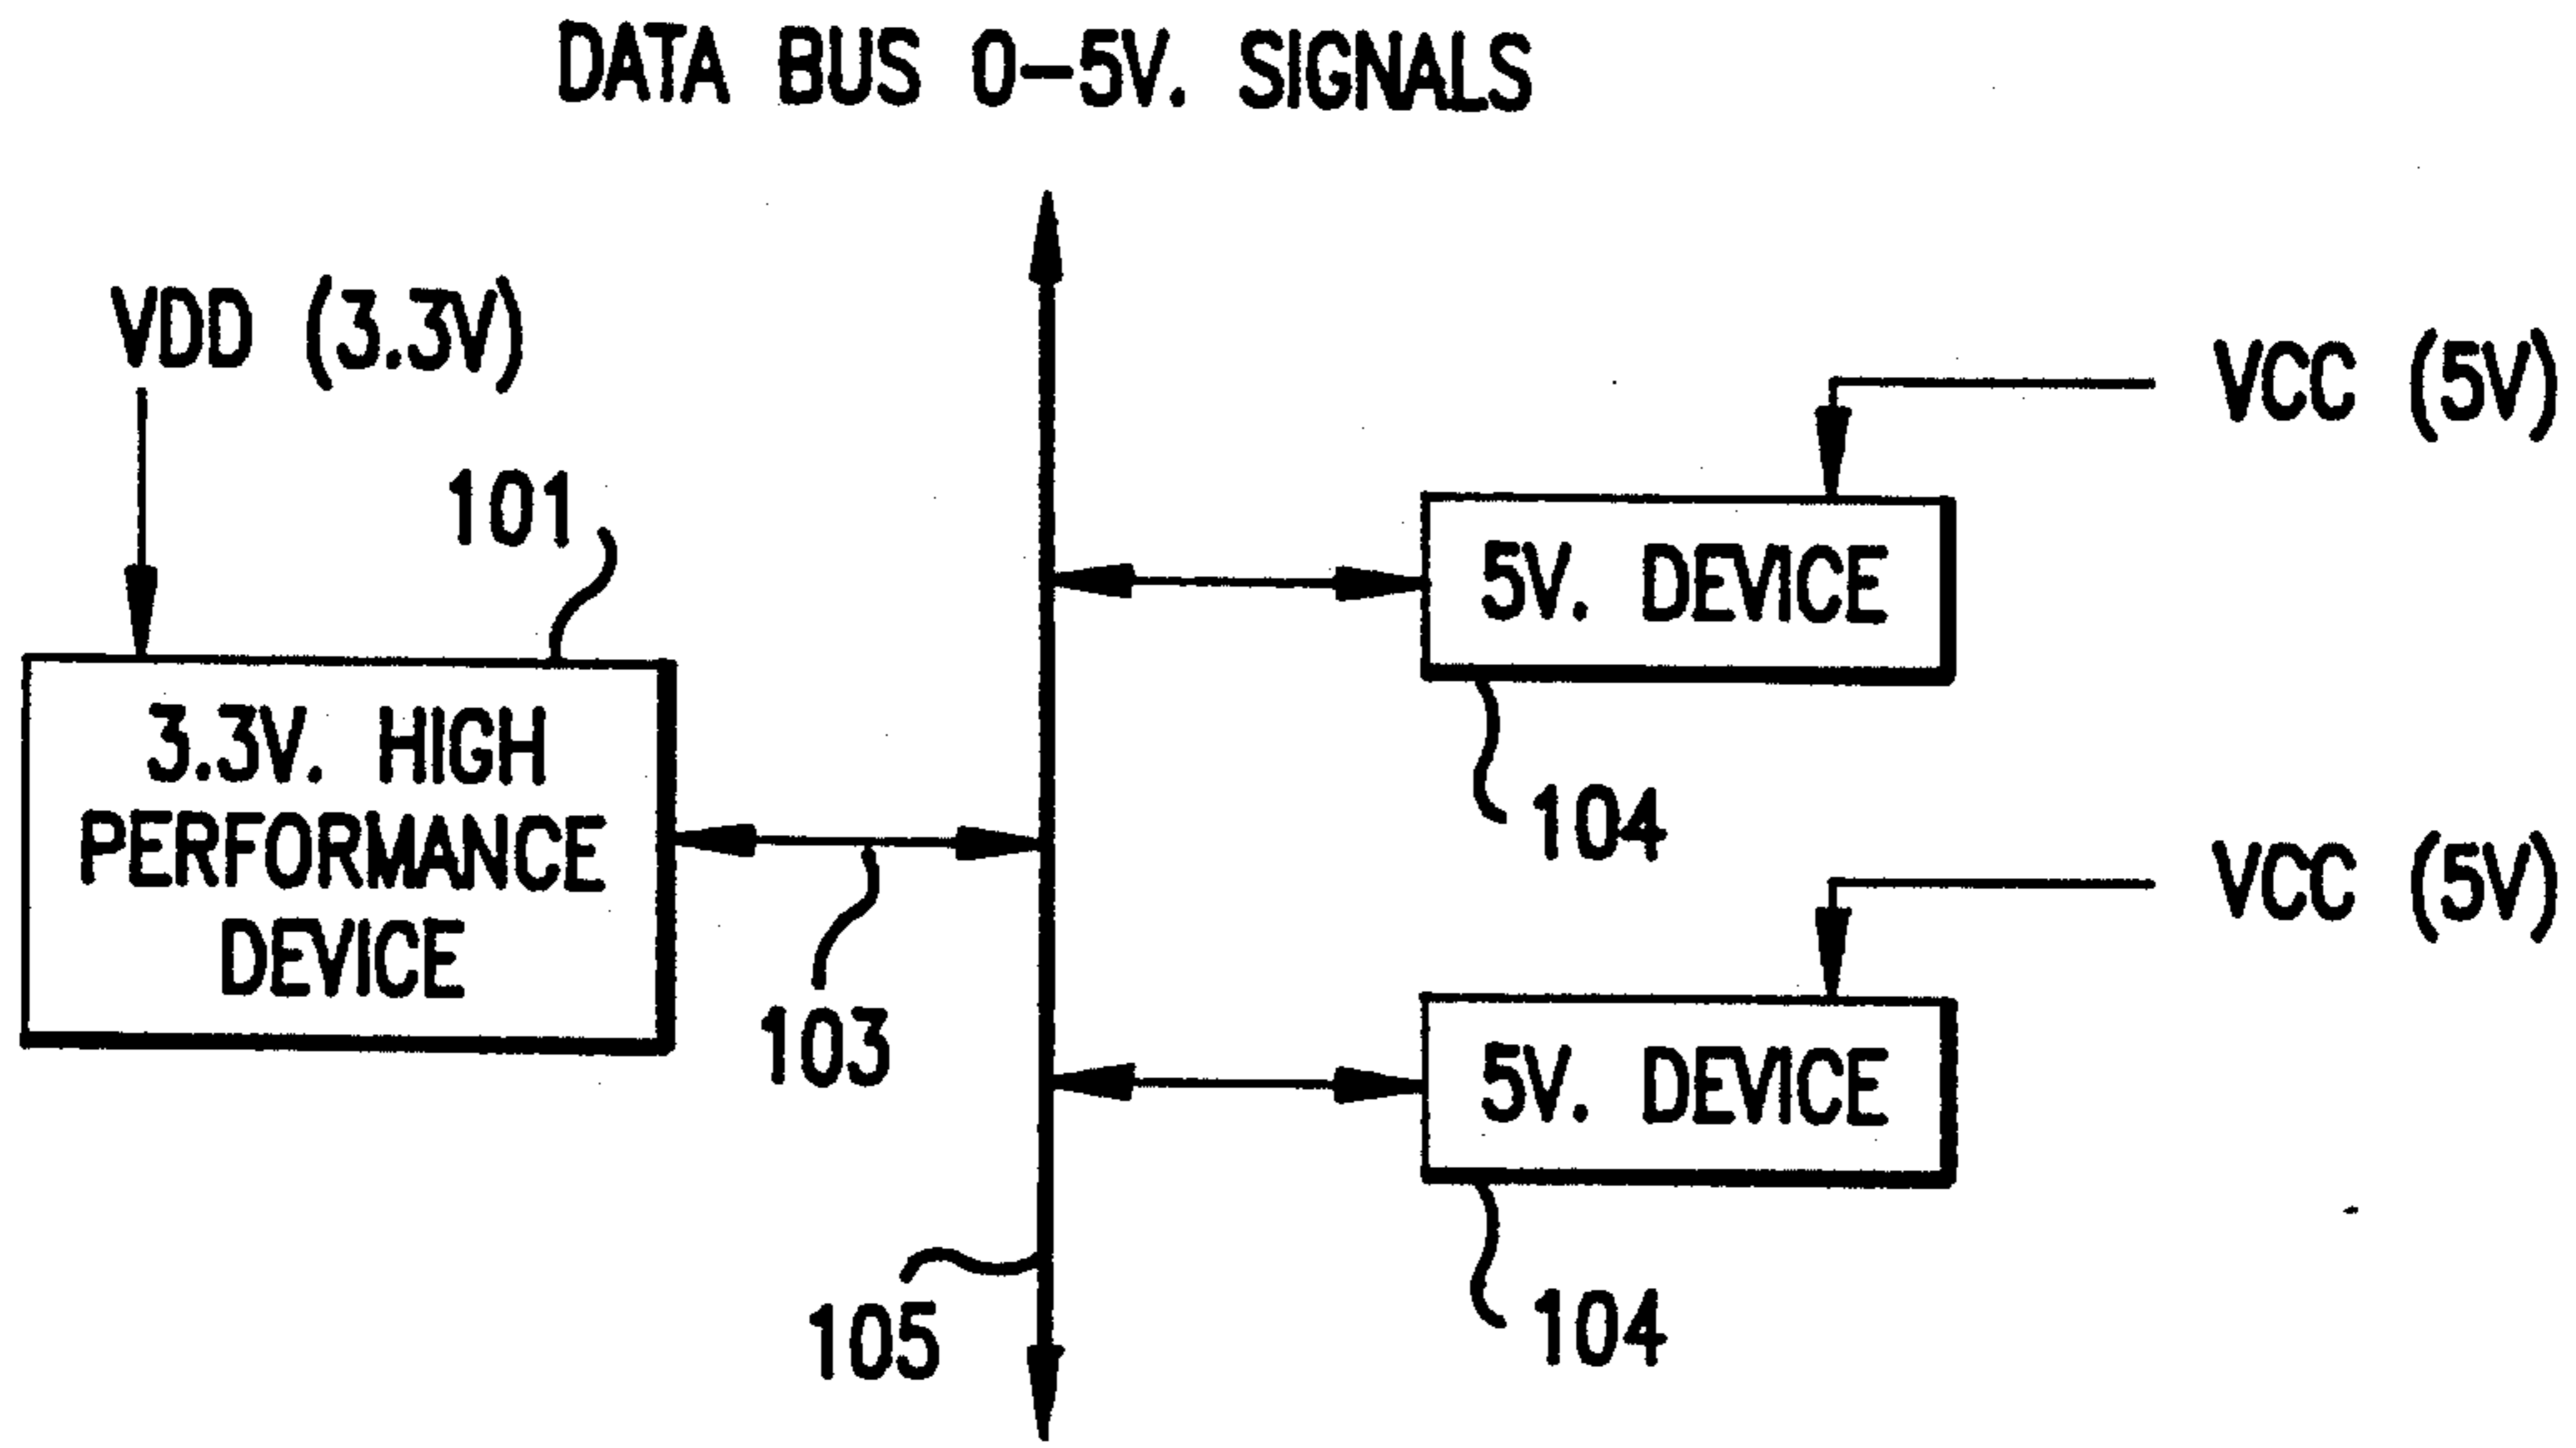 DATA BUS 0-5V. SIGNALS
VDD (3.3V)
VCC (5V)
101
5V. DEVICE
3.3V. HIGH
PERFORMANCE
DEVICE
104
VCC (5V)
103
5V. DEVICE
105
104